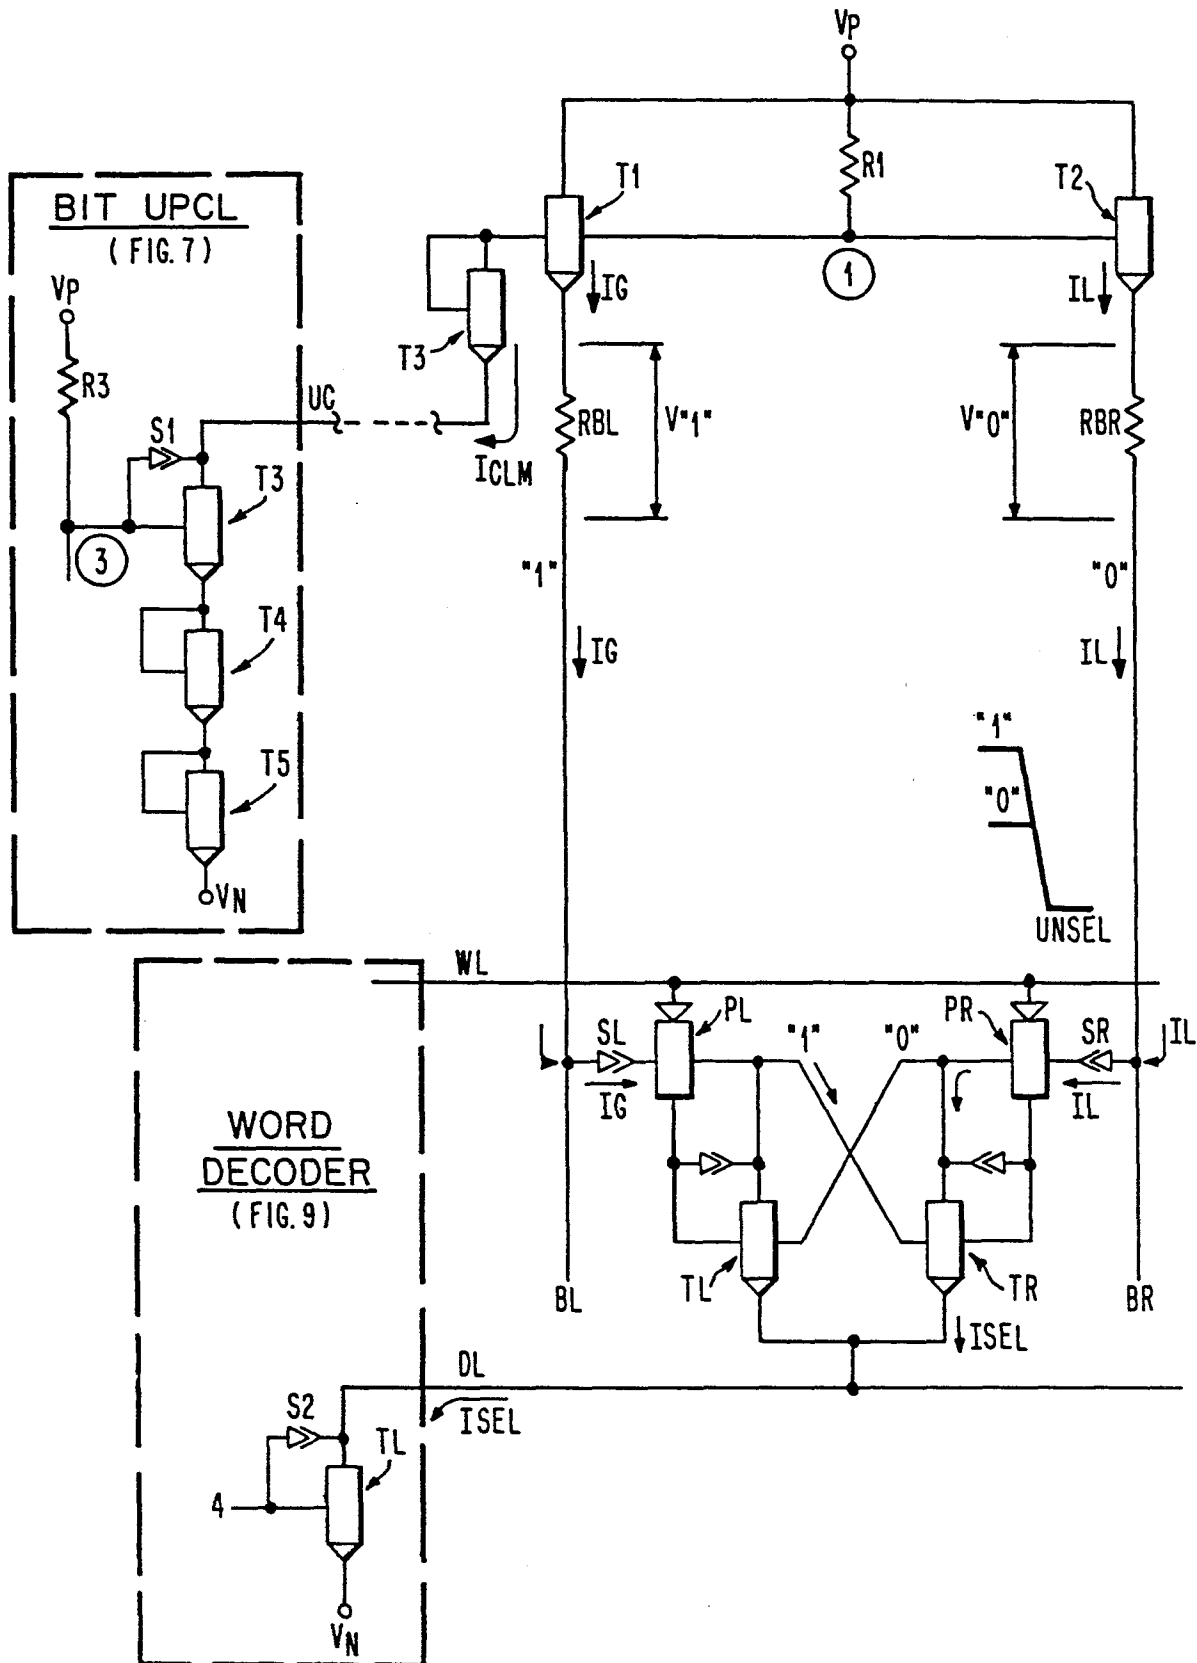 VP
R1
T1
T2
1
IG
IL
BIT UPCL
(FIG. 7)
VP
R3
S1
T3
3
T4
T5
VN
UC
T3
ICLM
RBL
V"1"
V"0"
RBR
"1"
"0"
IG
IL
"1"
"0"
UNSEL
WL
PL
PR
SL
"1"
"0"
SR
IL
IG
IL
WORD
DECODER
(FIG. 9)
TL
TR
BL
BR
ISEL
DL
ISEL
S2
TL
4
VN